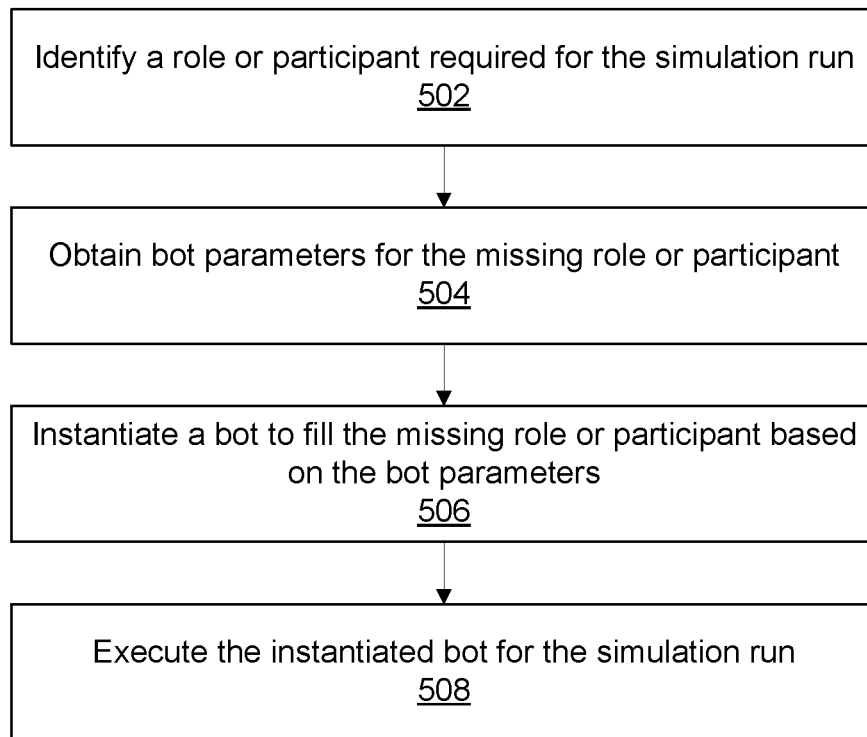 Identify a role or participant required for the simulation run
502
Obtain bot parameters for the missing role or participant
504
Instantiate a bot to fill the missing role or participant based
on the bot parameters
506
Execute the instantiated bot for the simulation run
508